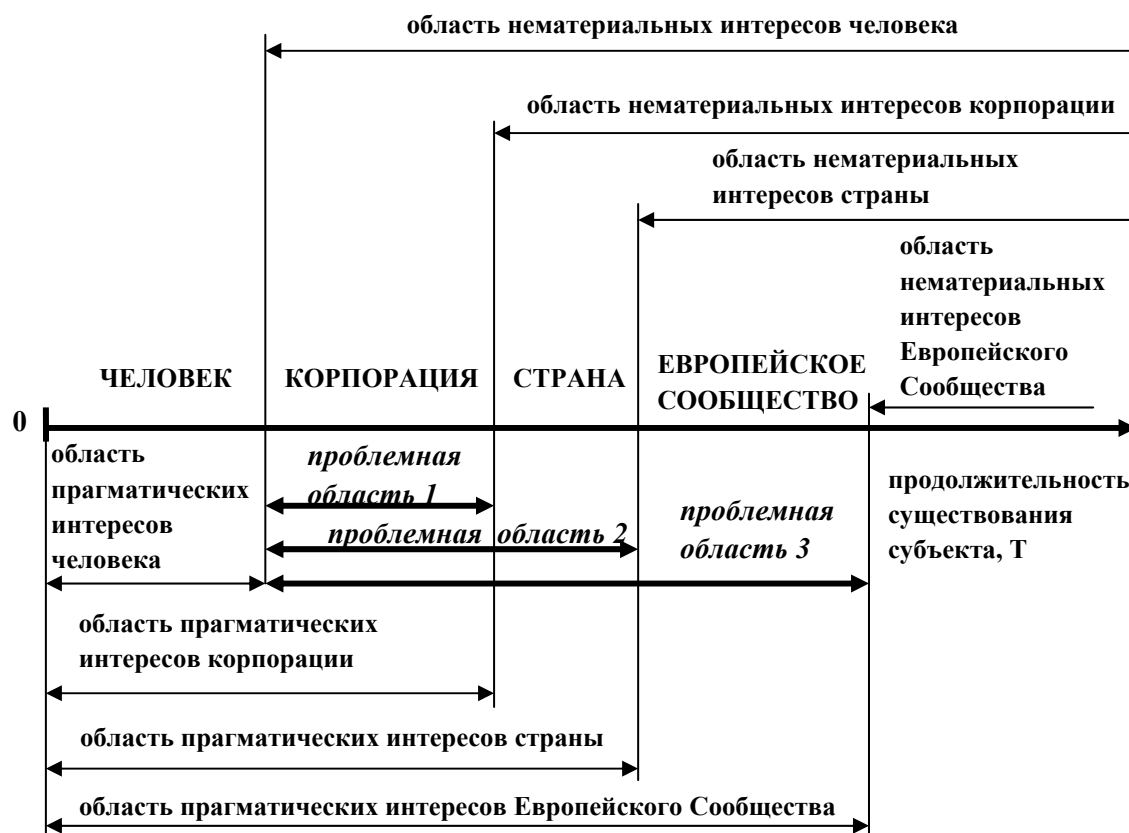 область нематериальных интересов человека
область нематериальных интересов корпорации
область нематериальных
интересов страны
область
нематериальных
интересов
Европейского
Сообщества
ЧЕЛОВЕК
КОРПОРАЦИЯ
СТРАНА
ЕВРОПЕЙСКОЕ
СООБЩЕСТВО
0
область
прагматических
интересов
человека
проблемная
область 1
проблемная область 2
проблемная
область 3
продолжительность
существования
субъекта, Т
область прагматических
интересов корпорации
область прагматических интересов страны
область прагматических интересов Европейского Сообщества